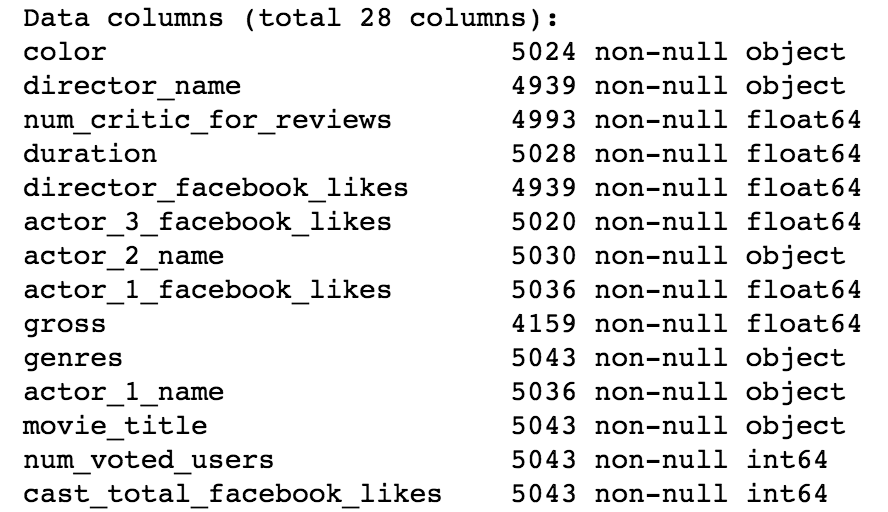 Data columns (total 28 columns):
color 5024 non-null object
director_name 4939 non-null object
num_critic_for_reviews 4993 non-null float64
duration 5028 non-null float64
director_facebook_likes 4939 non-null float64
actor_3_facebook_likes 5020 non-null float64
actor_2_name 5030 non-null object
actor_1_facebook_likes 5036 non-null float64
gross 4159 non-null float64
genres 5043 non-null object
actor_1_name 5036 non-null object
movie_title 5043 non-null object
num_voted_users 5043 non-null int64
cast_total_facebook_likes 5043 non-null int64